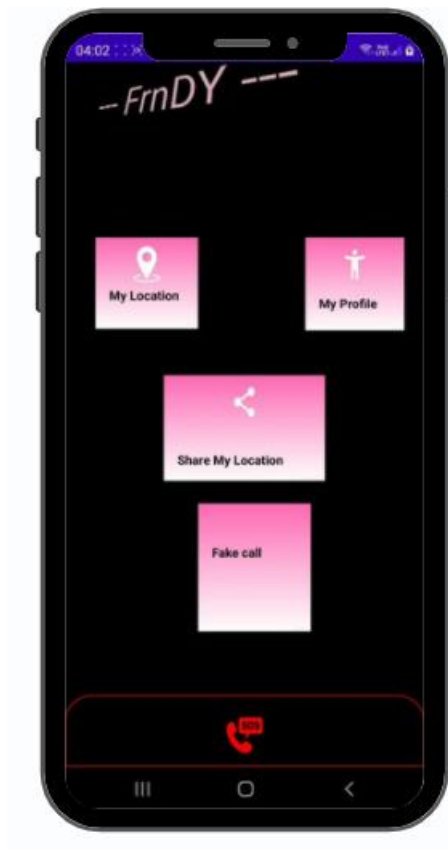 04:02
-- FrnDY ---
My Location
My Profile
Share My Location
Fake call
SOS